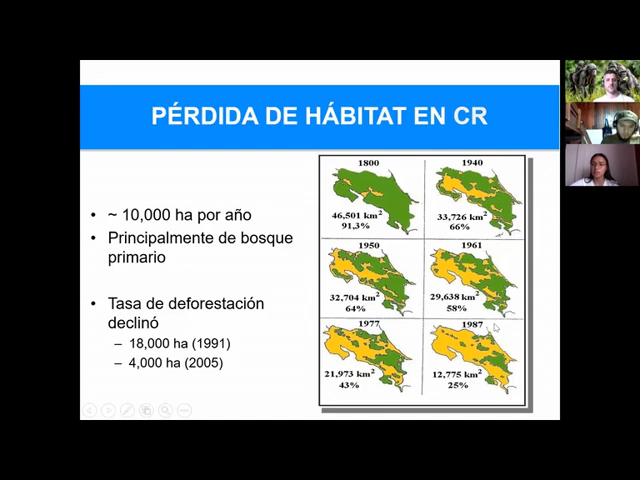 PÉRDIDA DE HÁBITAT EN CR
• ~ 10,000 ha por año
• Principalmente de bosque
primario
• Tasa de deforestación
declinó
– 18,000 ha (1991)
– 4,000 ha (2005)
1800
46,501 km²
91,3%
1940
33,726 km²
66%
1950
32,704 km²
64%
1961
29,638 km²
58%
1977
21,973 km²
43%
1987
12,775 km²
25%